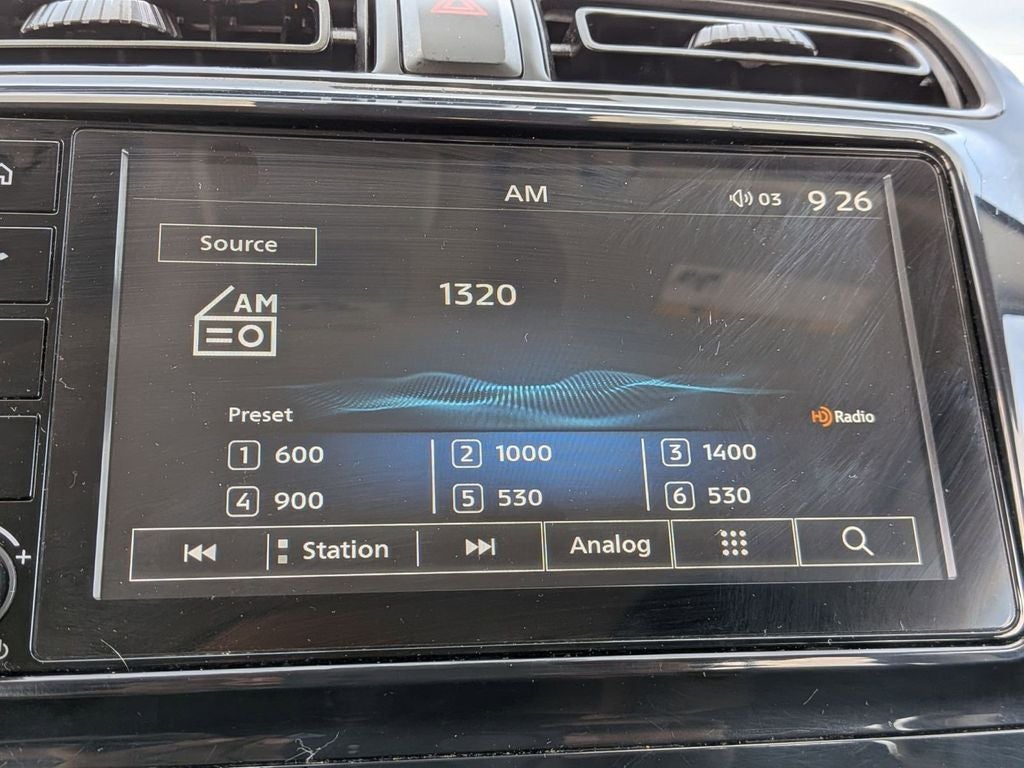 AM
03 9 26
Source
AM
1320
Preset
HD Radio
1 600 2 1000 3 1400
4 900 5 530 6 530
Station Analog
+